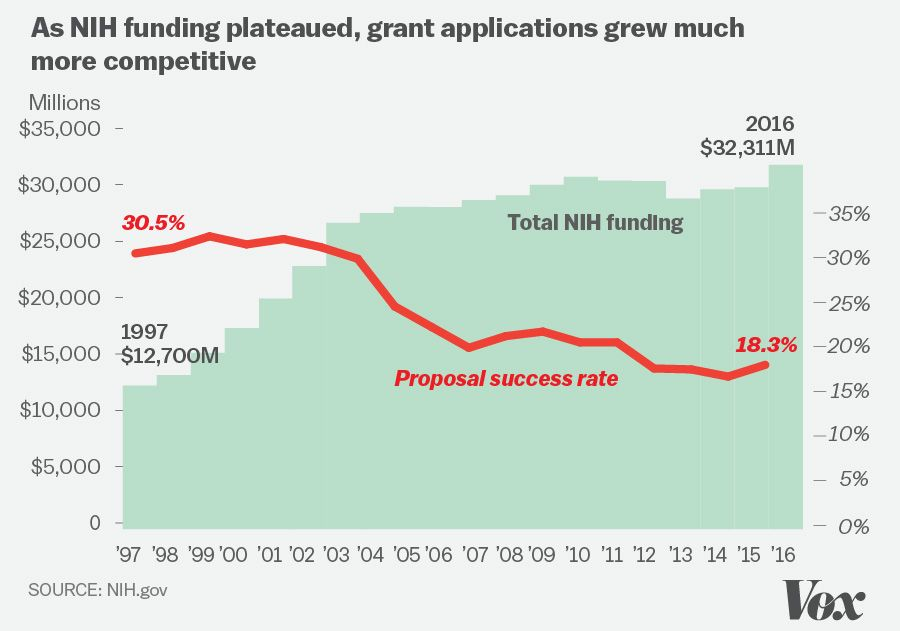 As NIH funding plateaued, grant applications grew much
more competitive
Millions
$35,000
$30,000
$25,000
$20,000
$15,000
$10,000
$5,000
0
2016
$32,311M
30.5%
Total NIH funding
1997
$12,700M
18.3%
Proposal success rate
35%
30%
25%
20%
15%
10%
5%
0%
’97 ’98 ’99 ’00 ’01 ’02 ’03 ’04 ’05 ’06 ’07 ’08 ’09 ’10 ’11 ’12 ’13 ’14 ’15 ’16
SOURCE: NIH.gov
Vox